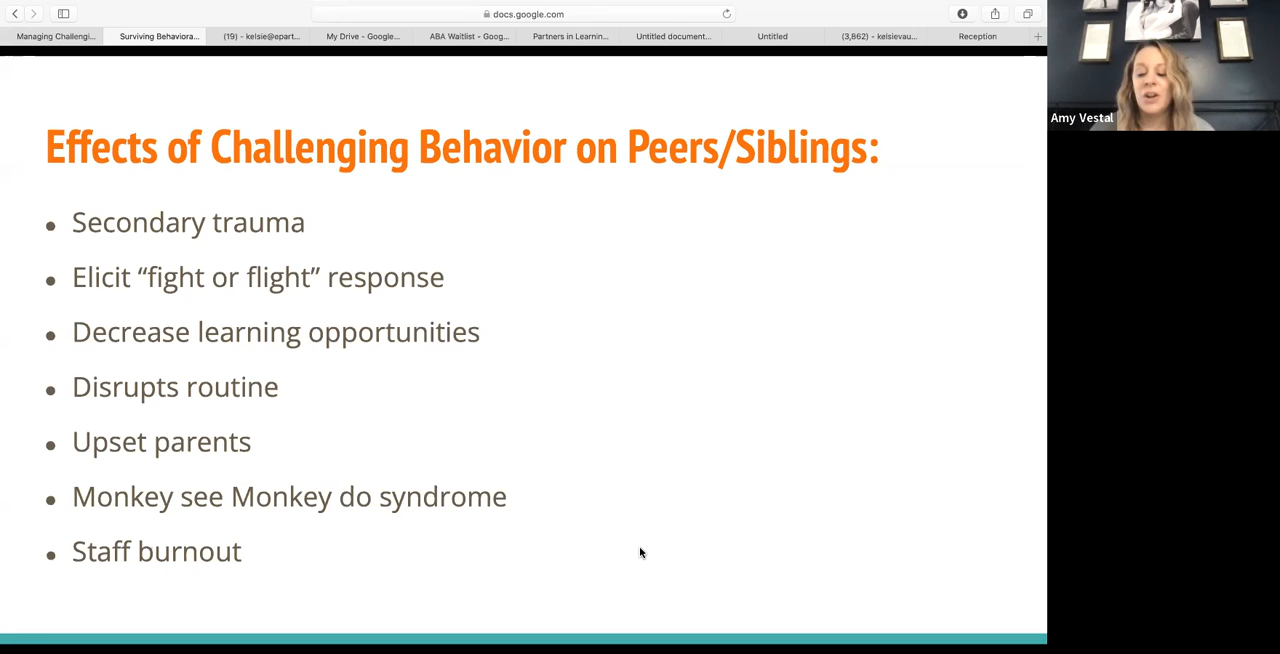 docs.google.com
Managing Challengi...
Surviving Behaviora...
(19) - kelsie@epart...
My Drive - Google...
ABA Waitlist - Goog...
Partners in Learnin...
Untitled document...
Untitled
(3,862) - kelsievau...
Reception
Amy Vestal
Effects of Challenging Behavior on Peers/Siblings:
• Secondary trauma
• Elicit “fight or flight” response
• Decrease learning opportunities
• Disrupts routine
• Upset parents
• Monkey see Monkey do syndrome
• Staff burnout